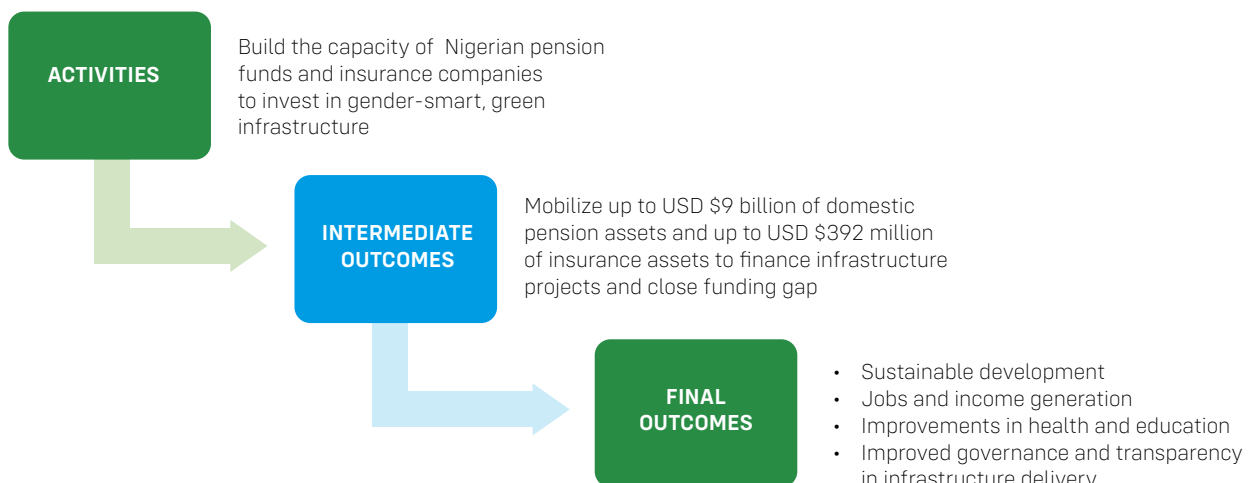 ACTIVITIES
Build the capacity of Nigerian pension
funds and insurance companies
to invest in gender-smart, green
infrastructure
INTERMEDIATE
OUTCOMES
Mobilize up to USD $9 billion of domestic
pension assets and up to USD $392 million
of insurance assets to finance infrastructure
projects and close funding gap
FINAL
OUTCOMES
• Sustainable development
• Jobs and income generation
• Improvements in health and education
• Improved governance and transparency
in infrastructure delivery